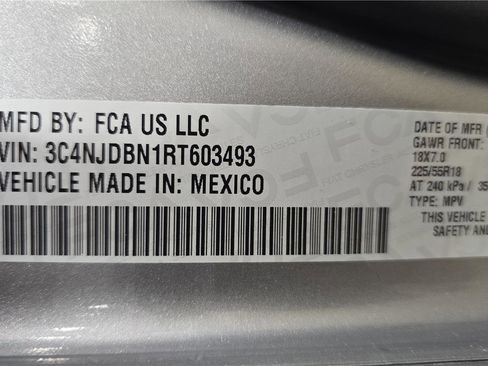 MFD BY: FCA US LLC
VIN: 3C4NJDBN1RT603493
VEHICLE MADE IN: MEXICO
DATE OF MFR
GAWR FRONT:
18X7.0
225/55R18
AT 240 kPa / 35
TYPE: MPV
THIS VEHICLE
SAFETY AND